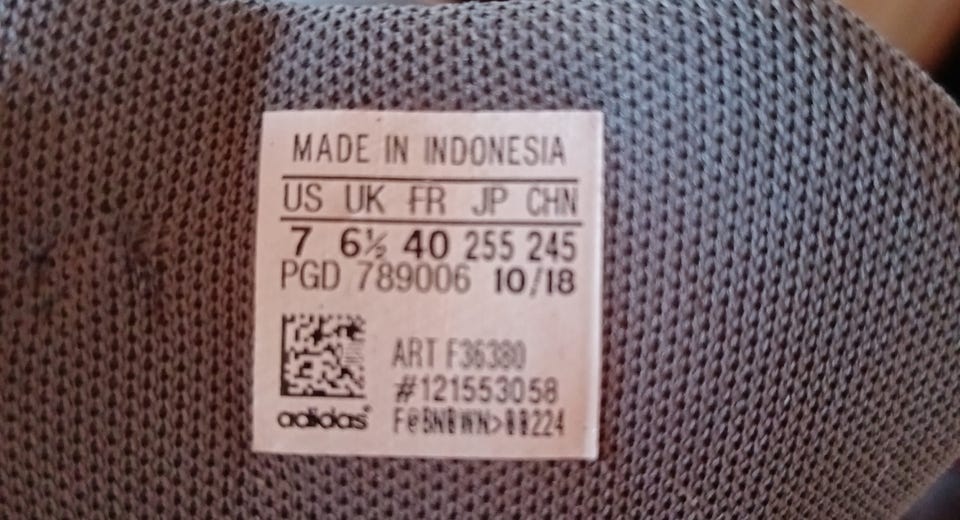 MADE IN INDONESIA
US UK FR JP CHN
7 6½ 40 255 245
PGD 789006 10/18
ART F36380
#121553058
adidas